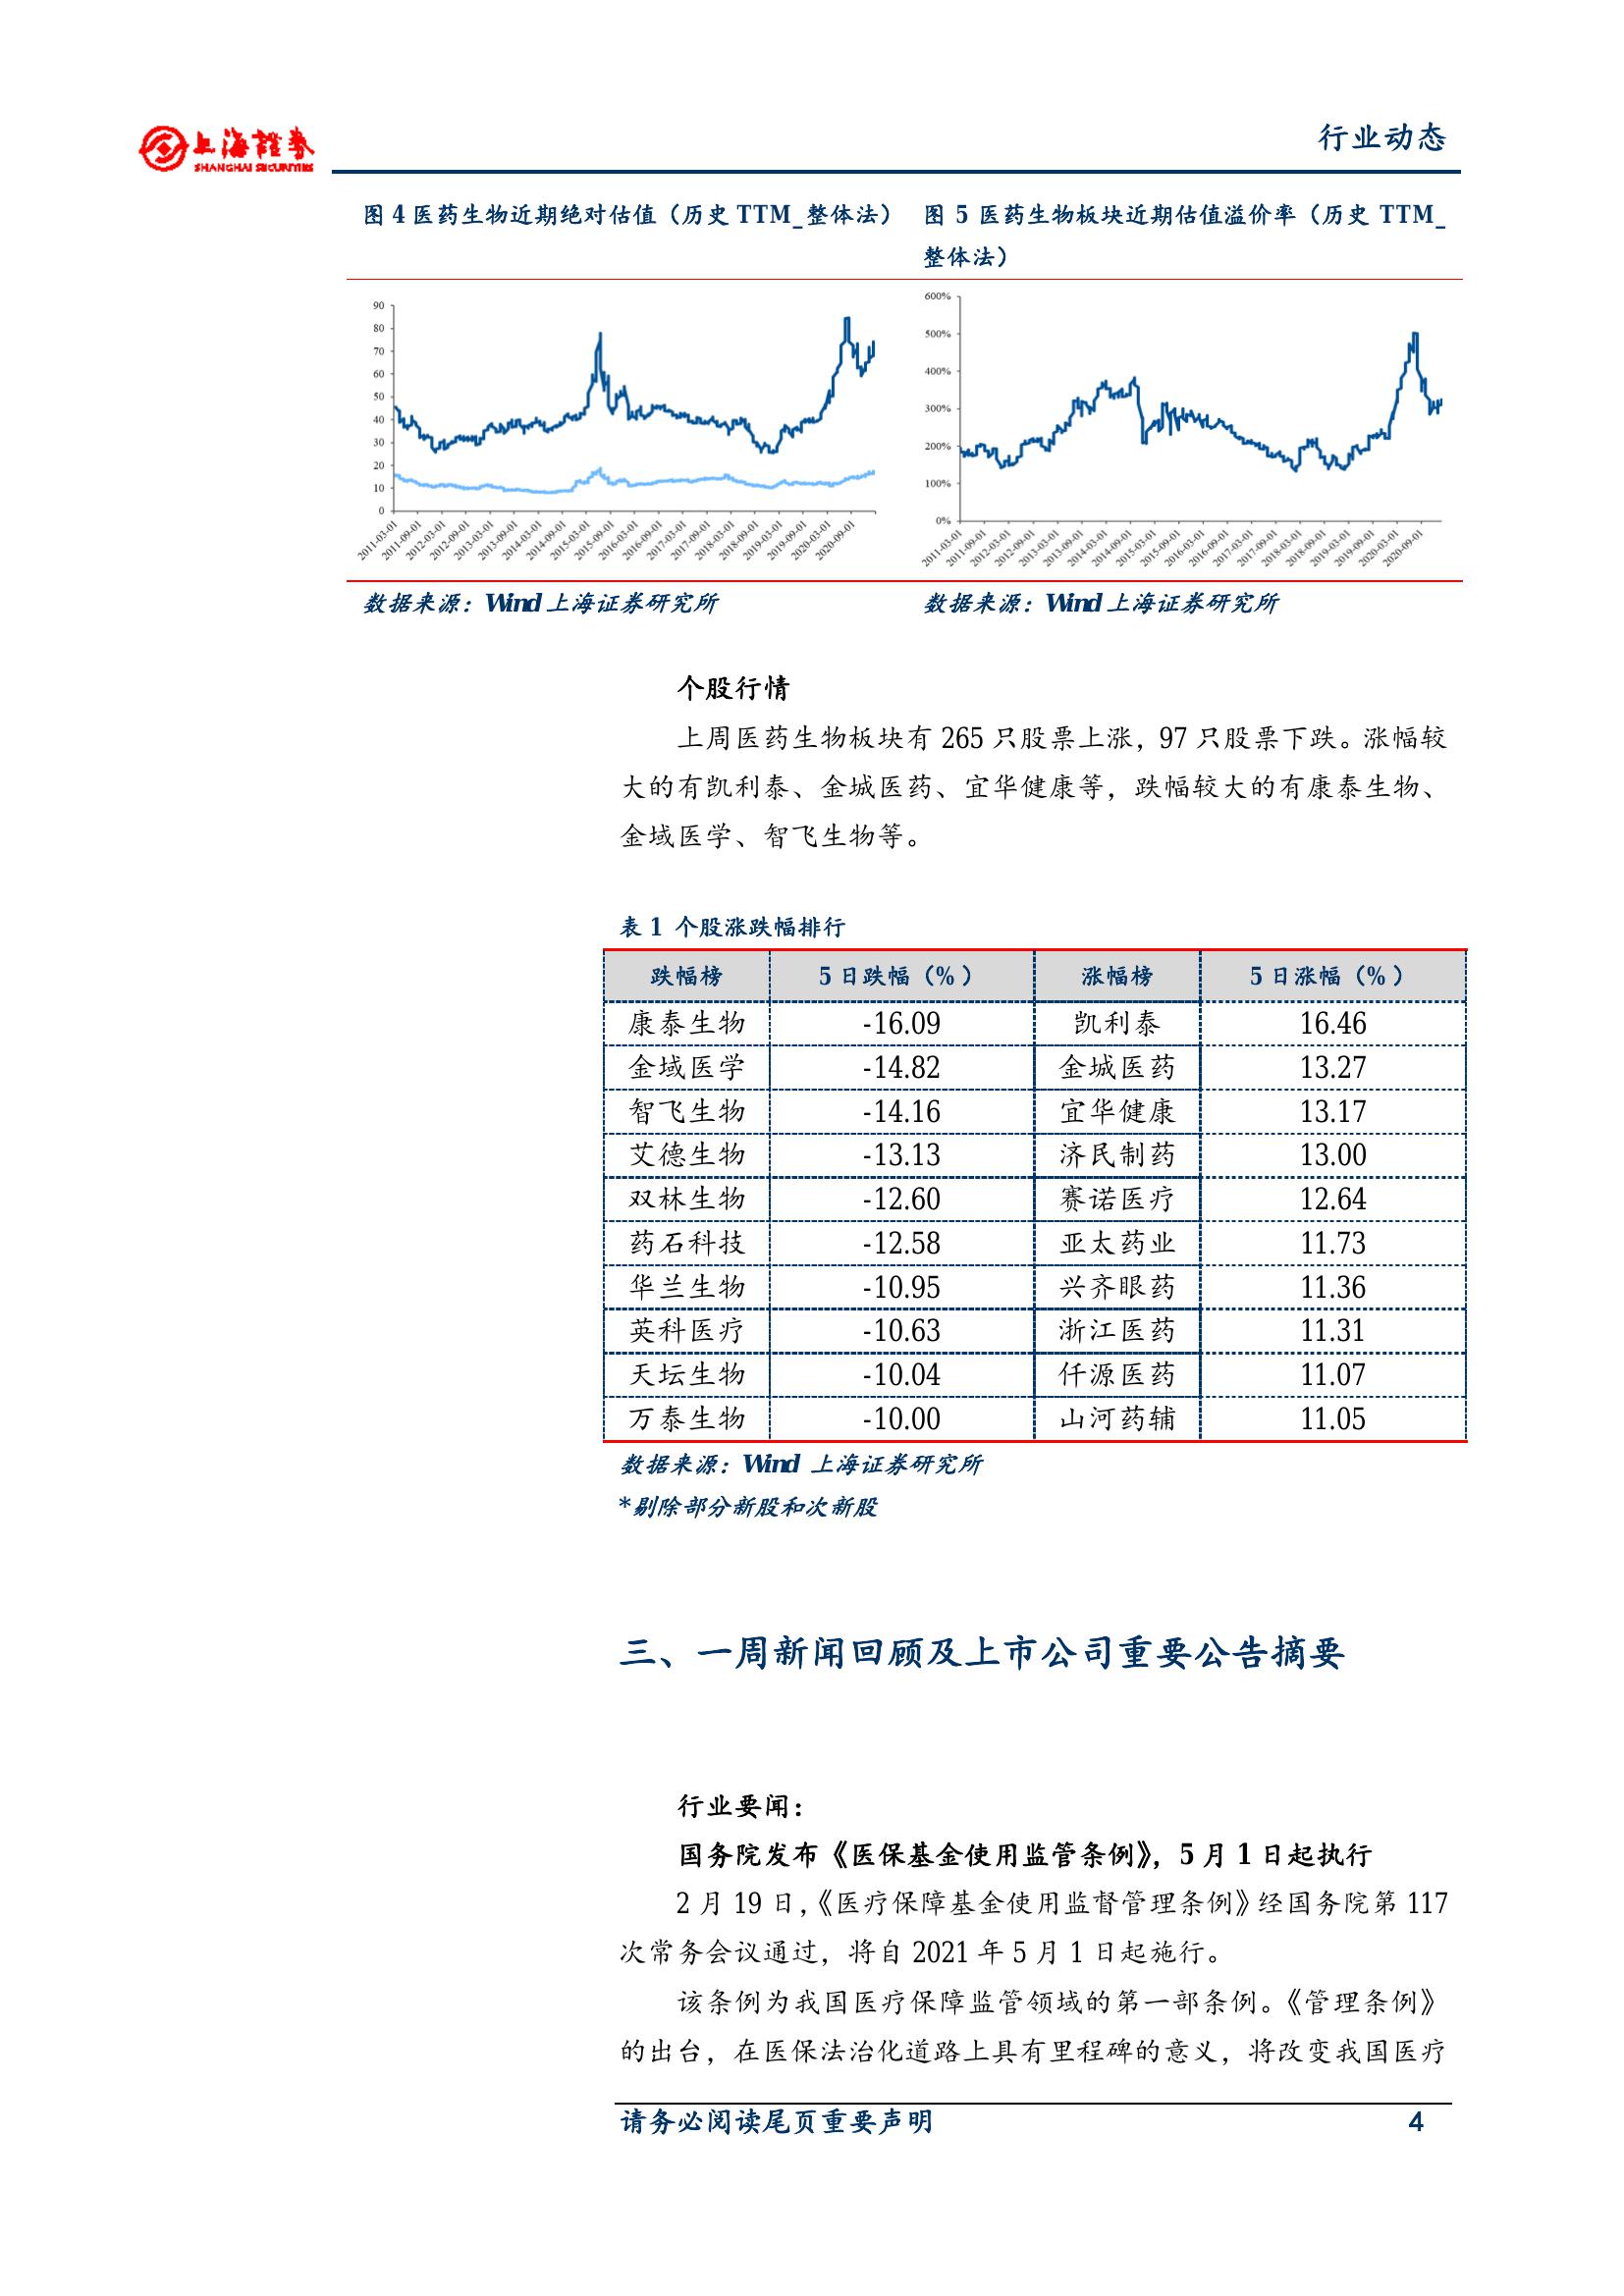 上海證券
SHANGHAI SECURITIES
行业动态
图 4 医药生物近期绝对估值（历史 TTM_整体法）
图 5 医药生物板块近期估值溢价率（历史 TTM_
整体法）
90
80
70
60
50
40
30
20
10
0
2011-03-01
2011-09-01
2012-03-01
2012-09-01
2013-03-01
2013-09-01
2014-03-01
2014-09-01
2015-03-01
2015-09-01
2016-03-01
2016-09-01
2017-03-01
2017-09-01
2018-03-01
2018-09-01
2019-03-01
2019-09-01
2020-03-01
2020-09-01
600%
500%
400%
300%
200%
100%
0%
2011-03-01
2011-09-01
2012-03-01
2012-09-01
2013-03-01
2013-09-01
2014-03-01
2014-09-01
2015-03-01
2015-09-01
2016-03-01
2016-09-01
2017-03-01
2017-09-01
2018-03-01
2018-09-01
2019-03-01
2019-09-01
2020-03-01
2020-09-01
数据来源：Wind 上海证券研究所
数据来源：Wind 上海证券研究所
个股行情
上周医药生物板块有 265 只股票上涨，97 只股票下跌。涨幅较
大的有凯利泰、金城医药、宜华健康等，跌幅较大的有康泰生物、
金域医学、智飞生物等。
表 1 个股涨跌幅排行
跌幅榜 5 日跌幅（%） 涨幅榜 5 日涨幅（%）
康泰生物 -16.09 凯利泰 16.46
金域医学 -14.82 金城医药 13.27
智飞生物 -14.16 宜华健康 13.17
艾德生物 -13.13 济民制药 13.00
双林生物 -12.60 赛诺医疗 12.64
药石科技 -12.58 亚太药业 11.73
华兰生物 -10.95 兴齐眼药 11.36
英科医疗 -10.63 浙江医药 11.31
天坛生物 -10.04 仟源医药 11.07
万泰生物 -10.00 山河药辅 11.05
数据来源：Wind 上海证券研究所
*剔除部分新股和次新股
三、一周新闻回顾及上市公司重要公告摘要
行业要闻：
国务院发布《医保基金使用监管条例》，5 月 1 日起执行
2 月 19 日，《医疗保障基金使用监督管理条例》经国务院第 117
次常务会议通过，将自 2021 年 5 月 1 日起施行。
该条例为我国医疗保障监管领域的第一部条例。《管理条例》
的出台，在医保法治化道路上具有里程碑的意义，将改变我国医疗
请务必阅读尾页重要声明
4